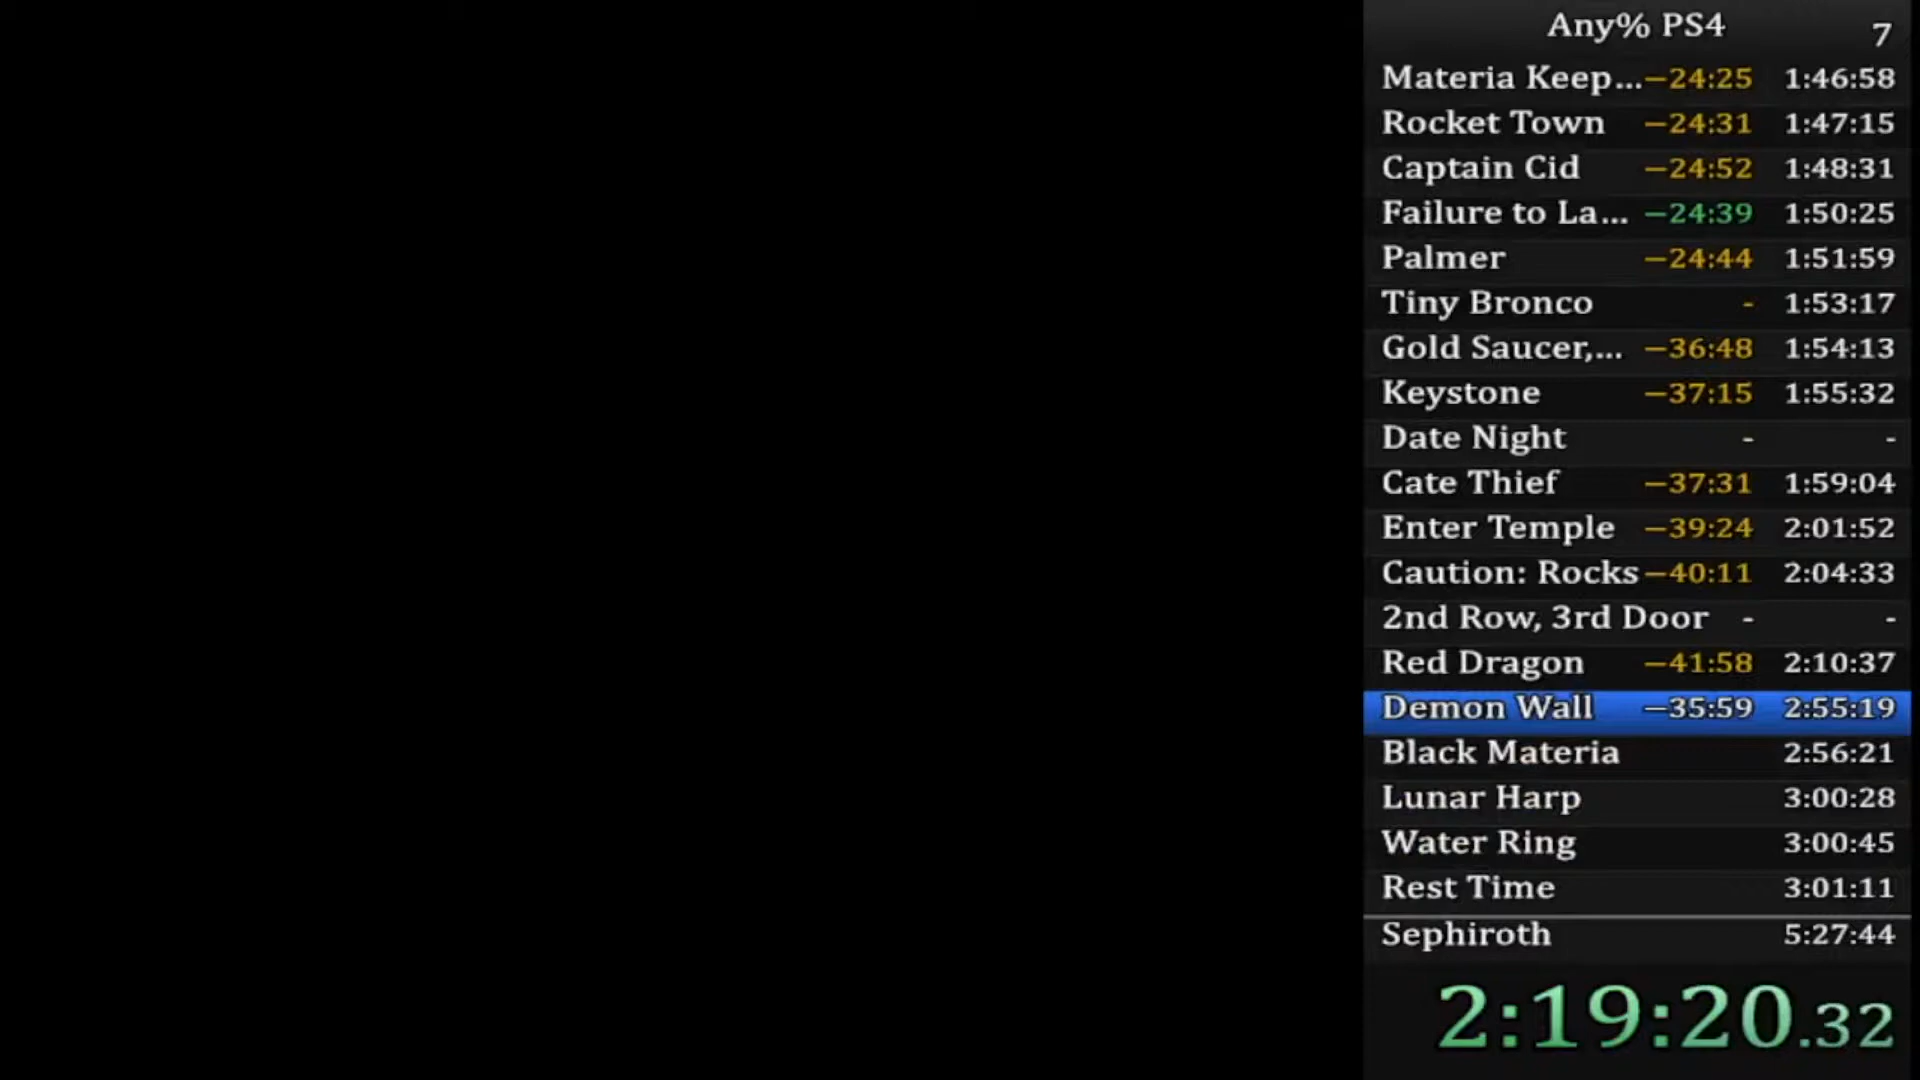 Any% PS4 7
Materia Keep... −24:25 1:46:58
Rocket Town −24:31 1:47:15
Captain Cid −24:52 1:48:31
Failure to La... −24:39 1:50:25
Palmer −24:44 1:51:59
Tiny Bronco - 1:53:17
Gold Saucer,... −36:48 1:54:13
Keystone −37:15 1:55:32
Date Night - -
Cate Thief −37:31 1:59:04
Enter Temple −39:24 2:01:52
Caution: Rocks −40:11 2:04:33
2nd Row, 3rd Door - -
Red Dragon −41:58 2:10:37
Demon Wall −35:59 2:55:19
Black Materia 2:56:21
Lunar Harp 3:00:28
Water Ring 3:00:45
Rest Time 3:01:11
Sephiroth 5:27:44
2:19:20.32